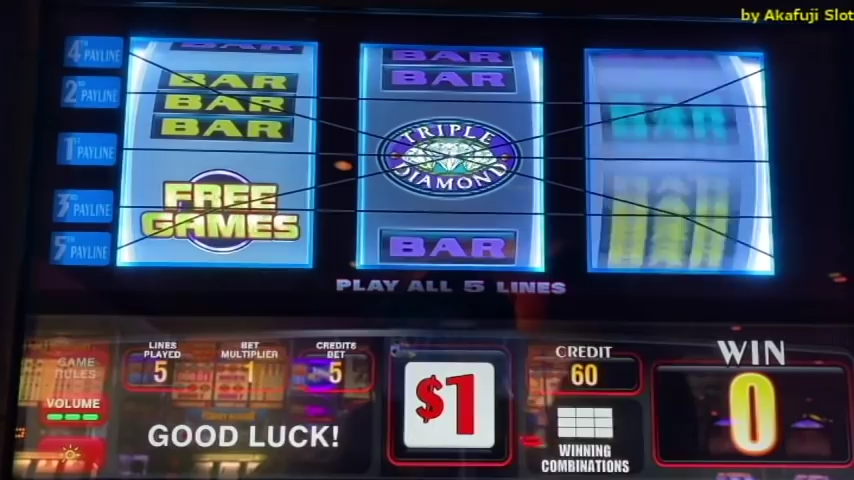 by Akafuji Slot
4TH PAYLINE
2ND PAYLINE
1ST PAYLINE
3RD PAYLINE
5TH PAYLINE
BAR
BAR
BAR
BAR
FREE
GAMES
BAR
BAR
TRIPLE
DIAMOND
BAR
BAR
PLAY ALL 5 LINES
GAME
RULES
VOLUME
LINES
PLAYED
5
BET
MULTIPLIER
1
CREDITS
BET
5
GOOD LUCK!
$1
CREDIT
60
WINNING
COMBINATIONS
WIN
0